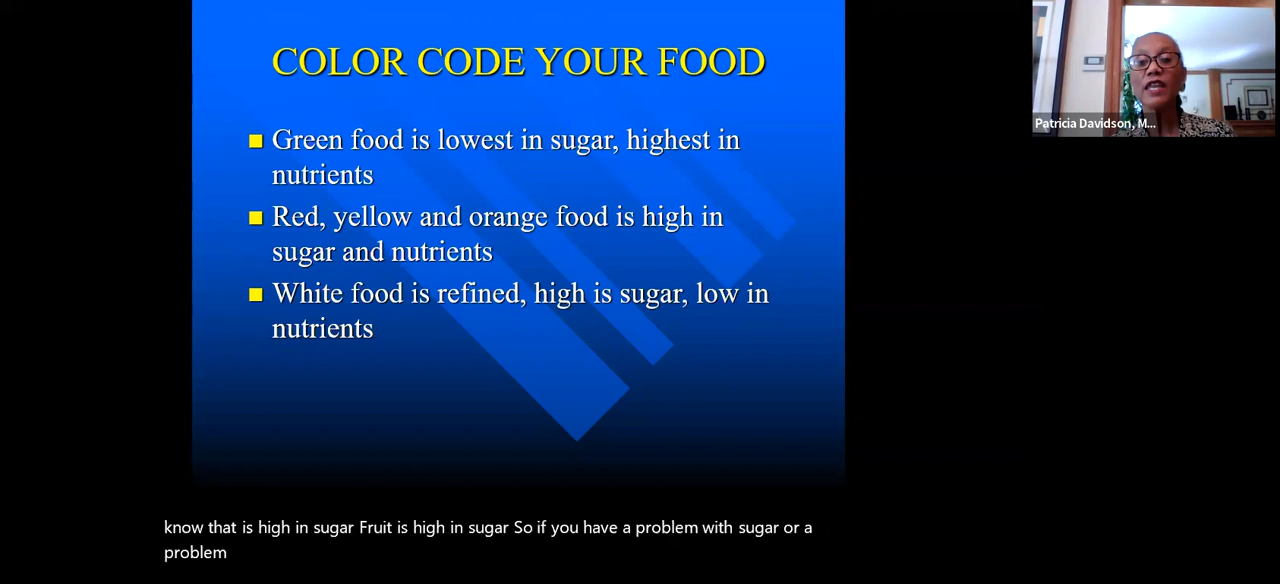 COLOR CODE YOUR FOOD
Green food is lowest in sugar, highest in
nutrients
Red, yellow and orange food is high in
sugar and nutrients
White food is refined, high is sugar, low in
nutrients
Patricia Davidson, M...
know that is high in sugar Fruit is high in sugar So if you have a problem with sugar or a
problem